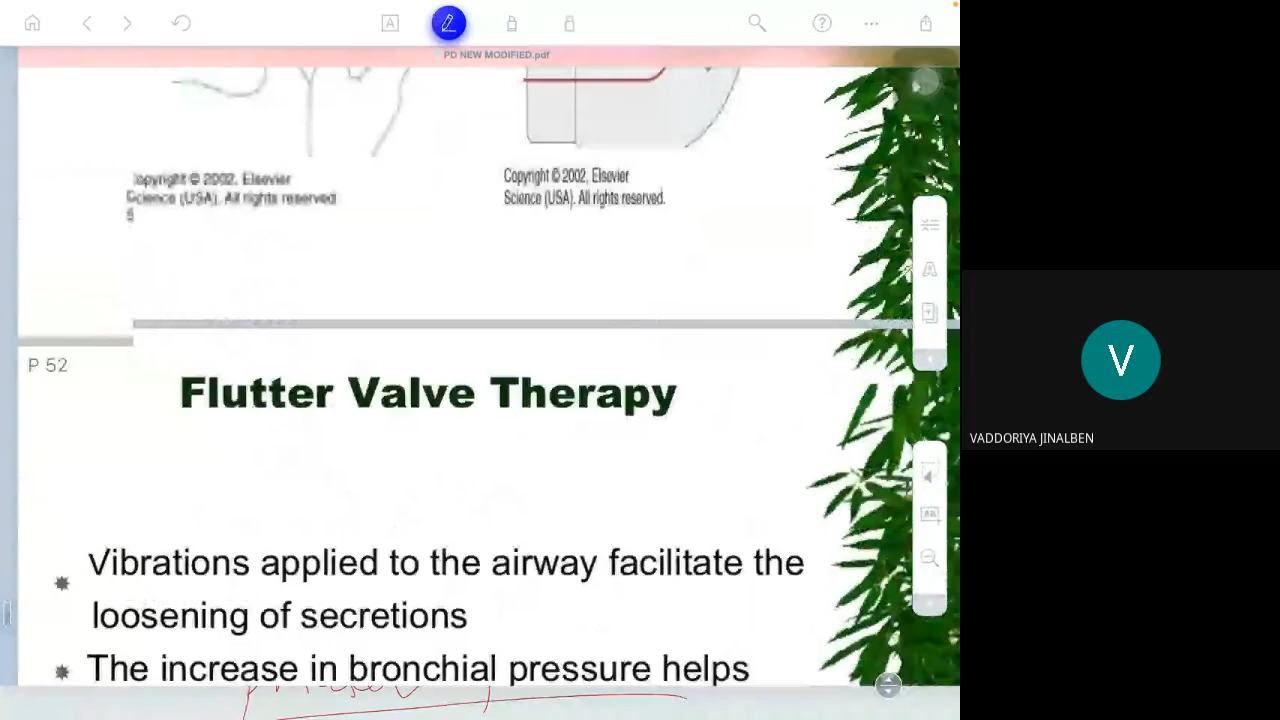 PD NEW MODIFIED.pdf
opyright © 2002, Elsevier
Science (USA). All rights reserved
Copyright © 2002, Elsevier
Science (USA). All rights reserved.
P 52
Flutter Valve Therapy
Vibrations applied to the airway facilitate the
loosening of secretions
The increase in bronchial pressure helps
V
VADDORIYA JINALBEN